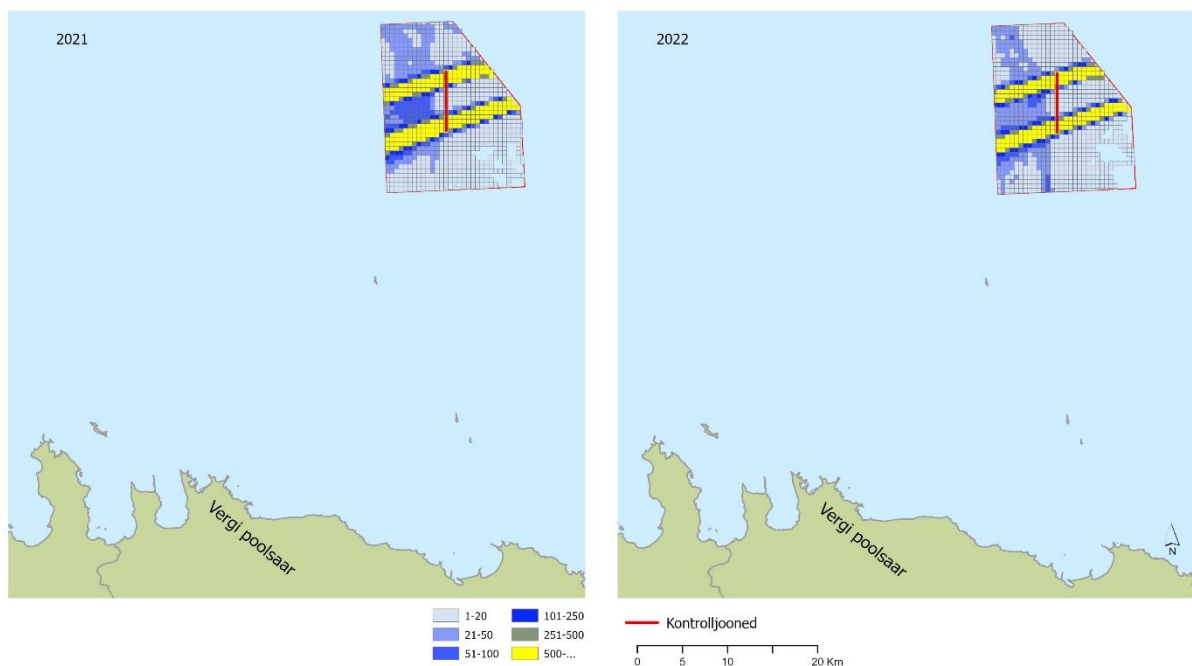 2021
2022
Vergi poolsaar
Vergi poolsaar
N
1-20
101-250
21-50
251-500
51-100
500-...
Kontrolljooned
0 5 10 20 Km